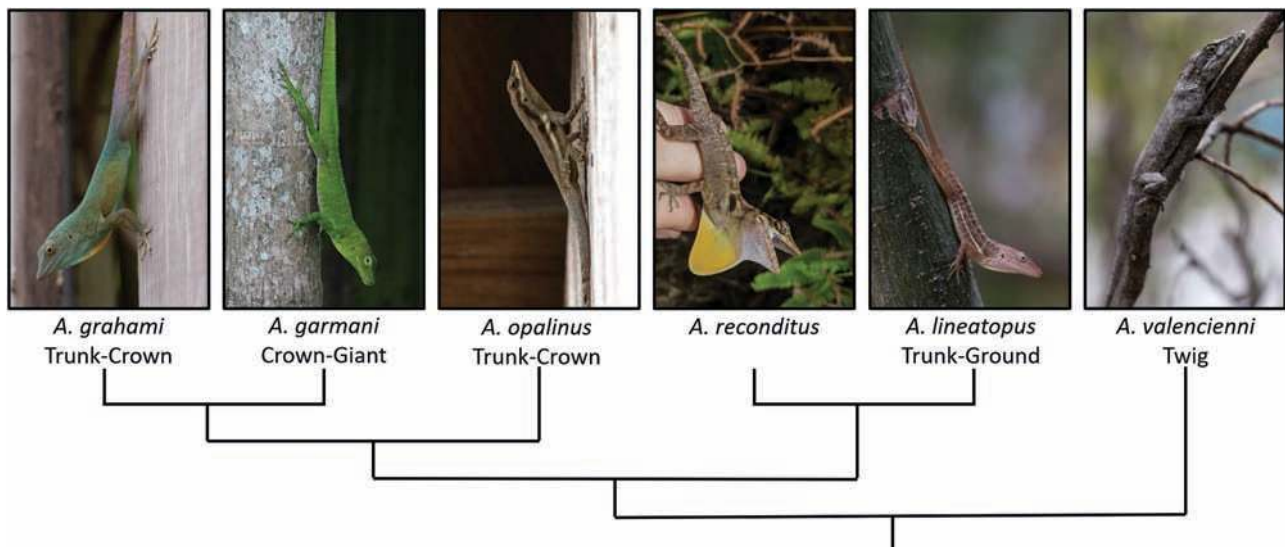 A. grahami
Trunk-Crown
A. garmani
Crown-Giant
A. opalinus
Trunk-Crown
A. reconditus
A. lineatopus
Trunk-Ground
A. valencienni
Twig